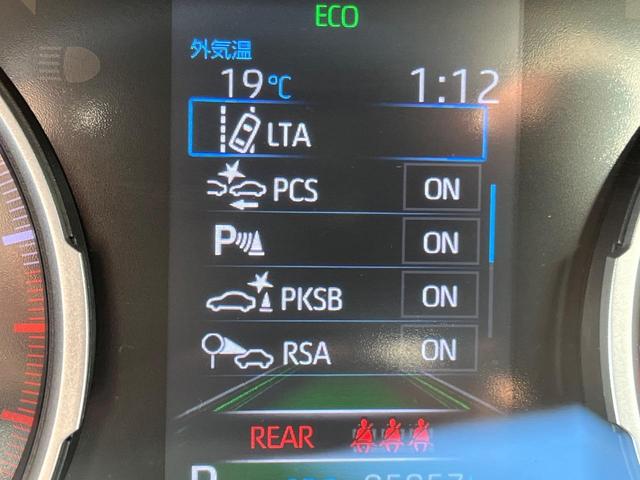 ECO
外気温
19℃ 1:12
LTA
PCS ON
P ON
PKSB ON
RSA ON
REAR
P